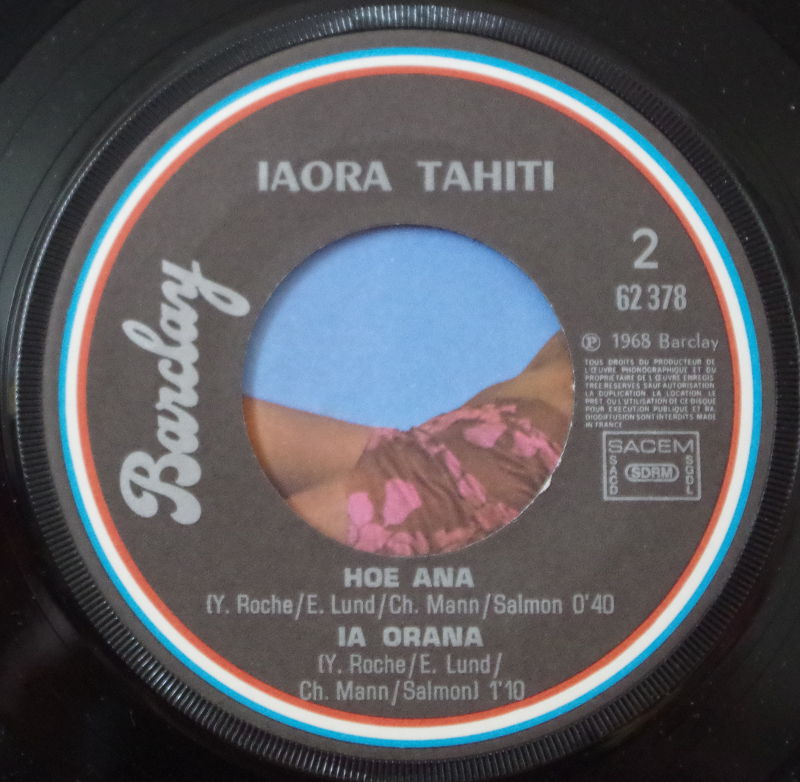 IAORA TAHITI
Barclay
2
62 378
℗ 1968 Barclay
TOUS DROITS DU PRODUCTEUR DE
L'ŒUVRE PHONOGRAPHIQUE ET DU
PROPRIETAIRE DE L'ŒUVRE ENREGIS
TREE RESERVES SAUF AUTORISATION
LA DUPLICATION LA LOCATION LE
PRET OU L'UTILISATION DE CE DISQUE
POUR EXECUTION PUBLIQUE ET RA
DIODIFFUSION SONT INTERDITS MADE
IN FRANCE
SACEM
SACD
SDRM
SGDL
HOE ANA
(Y. Roche/E. Lund/Ch. Mann/Salmon 0'40
IA ORANA
(Y. Roche/E. Lund/
Ch. Mann/Salmon) 1'10